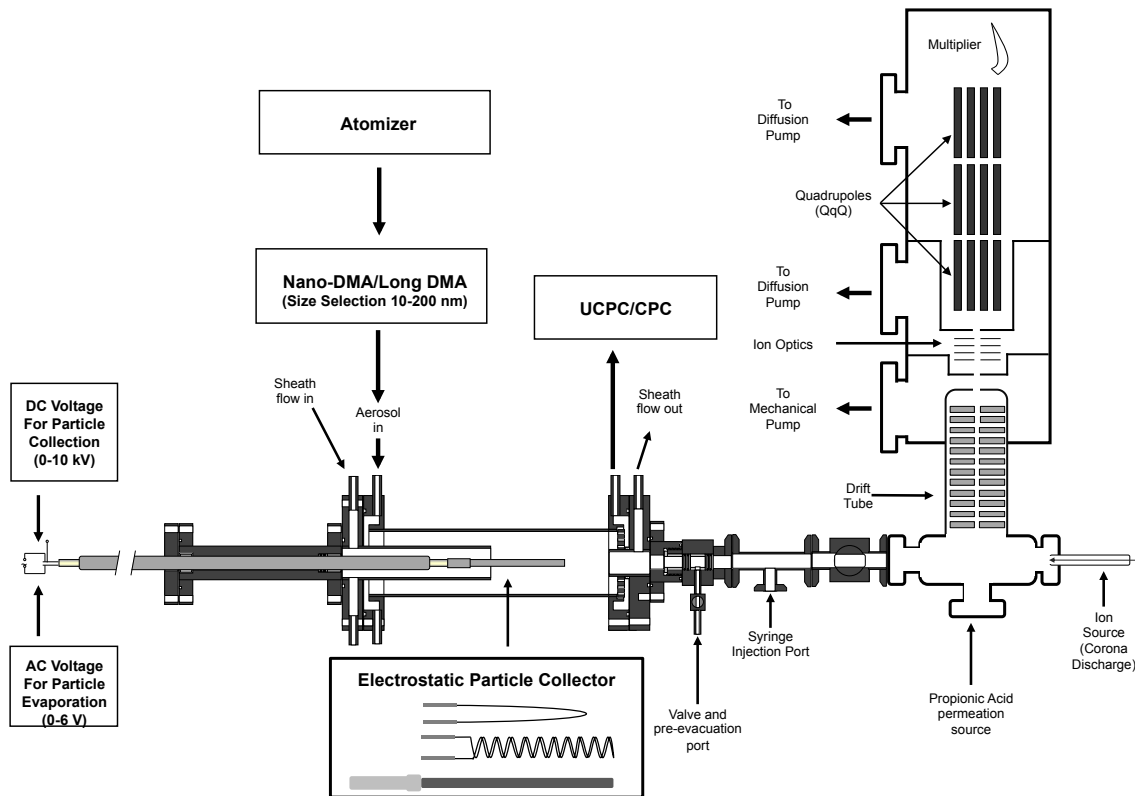 Multiplier
To
Diffusion
Pump
Atomizer
Quadrupoles
(QqQ)
Nano-DMA/Long DMA
(Size Selection 10-200 nm)
UCPC/CPC
To
Diffusion
Pump
Ion Optics
Sheath
flow in
Aerosol
in
Sheath
flow out
To
Mechanical
Pump
DC Voltage
For Particle
Collection
(0-10 kV)
Drift
Tube
AC Voltage
For Particle
Evaporation
(0-6 V)
Electrostatic Particle Collector
Valve and
pre-evacuation
port
Syringe
Injection Port
Propionic Acid
permeation
source
Ion
Source
(Corona
Discharge)